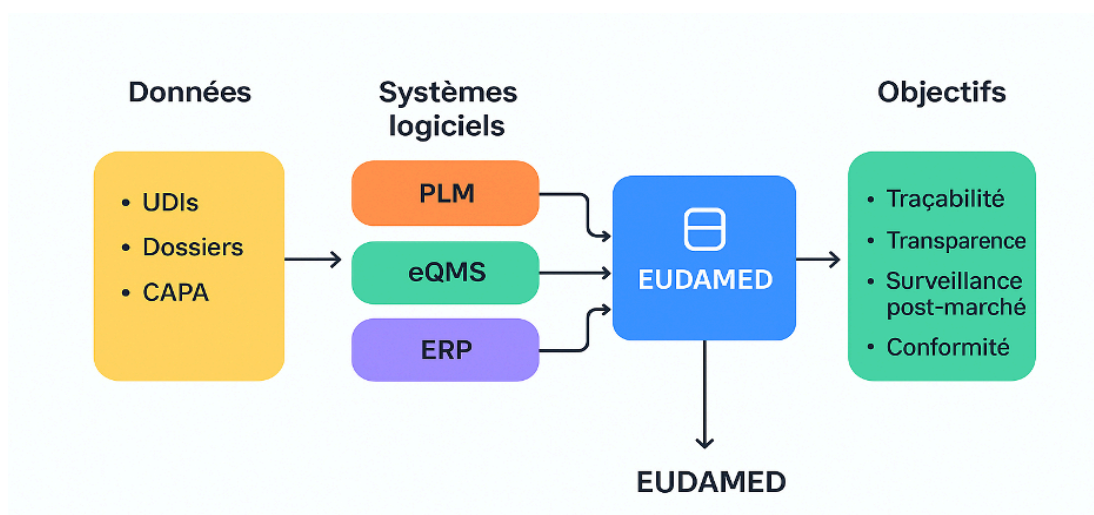 Données
Systèmes
logiciels
Objectifs
• UDIs
• Dossiers
• CAPA
PLM
eQMS
ERP
EUDAMED
• Traçabilité
• Transparence
• Surveillance
post-marché
• Conformité
EUDAMED